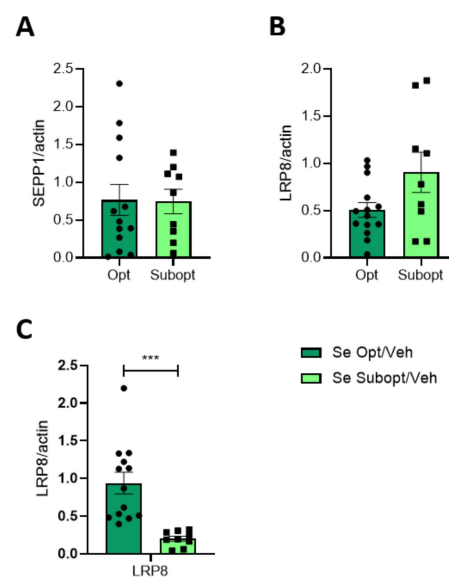 A
SEPP1/actin
2.5
2.0
1.5
1.0
0.5
0.0
Opt Subopt
B
LRP8/actin
2.0
1.5
1.0
0.5
0.0
Opt Subopt
C
LRP8/actin
2.5
2.0
1.5
1.0
0.5
0.0
***
LRP8
Se Opt/Veh
Se Subopt/Veh